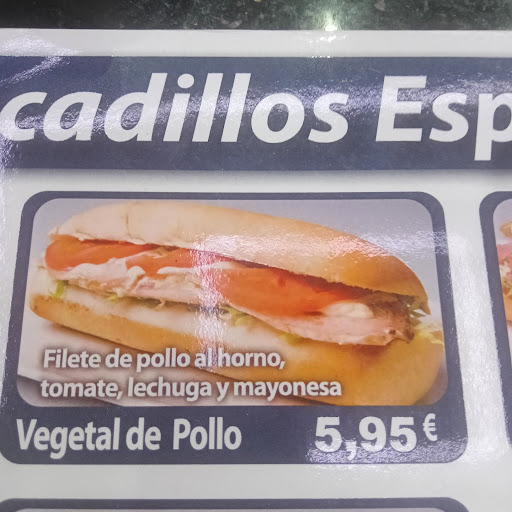 cadillos Esp
Filete de pollo al horno,
tomate, lechuga y mayonesa
Vegetal de Pollo 5,95€